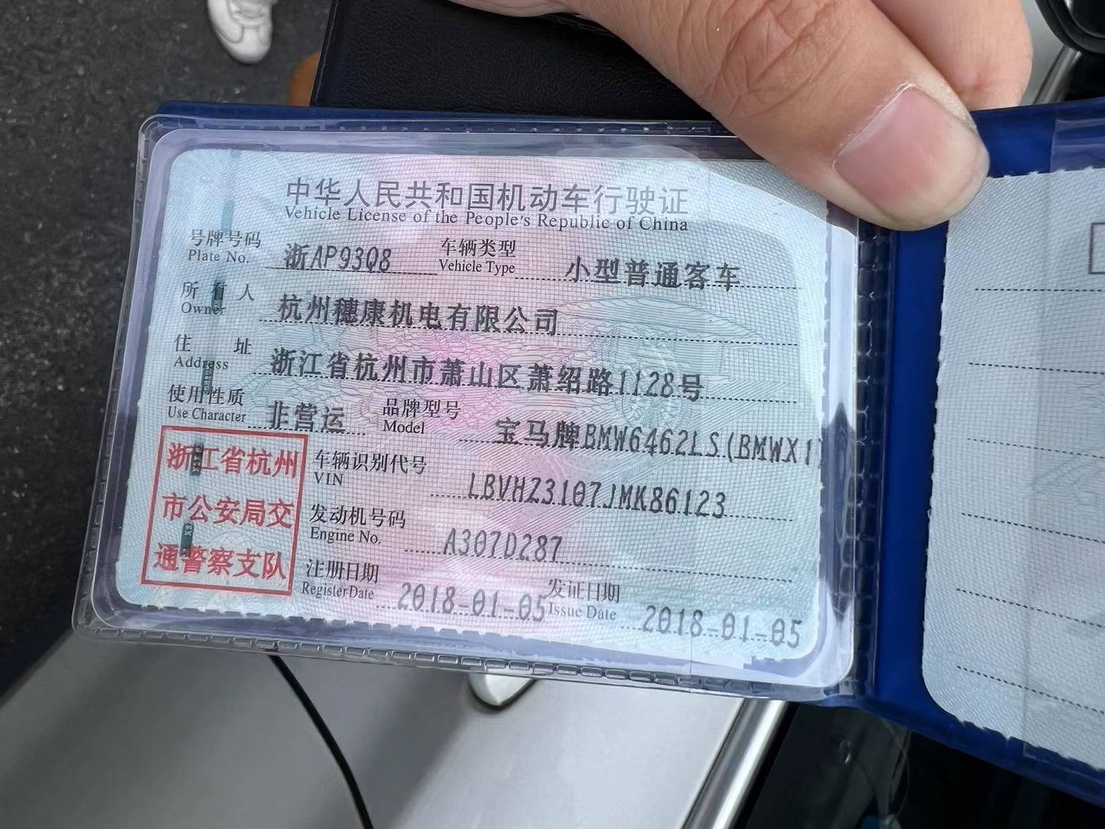 中华人民共和国机动车行驶证
Vehicle License of the People's Republic of China
号牌号码 浙AP93Q8 车辆类型 小型普通客车
Plate No. Vehicle Type
所有人 杭州穗康机电有限公司
Owner
住址 浙江省杭州市萧山区萧绍路1128号
Address
使用性质 非营运 品牌型号 宝马牌BMW6462LS(BMWX1)
Use Character Model
浙江省杭州
市公安局交
通警察支队
车辆识别代号 LBVHZ3107JMK86123
VIN
发动机号码 A307D287
Engine No.
注册日期 2018-01-05 发证日期 2018-01-05
Register Date Issue Date